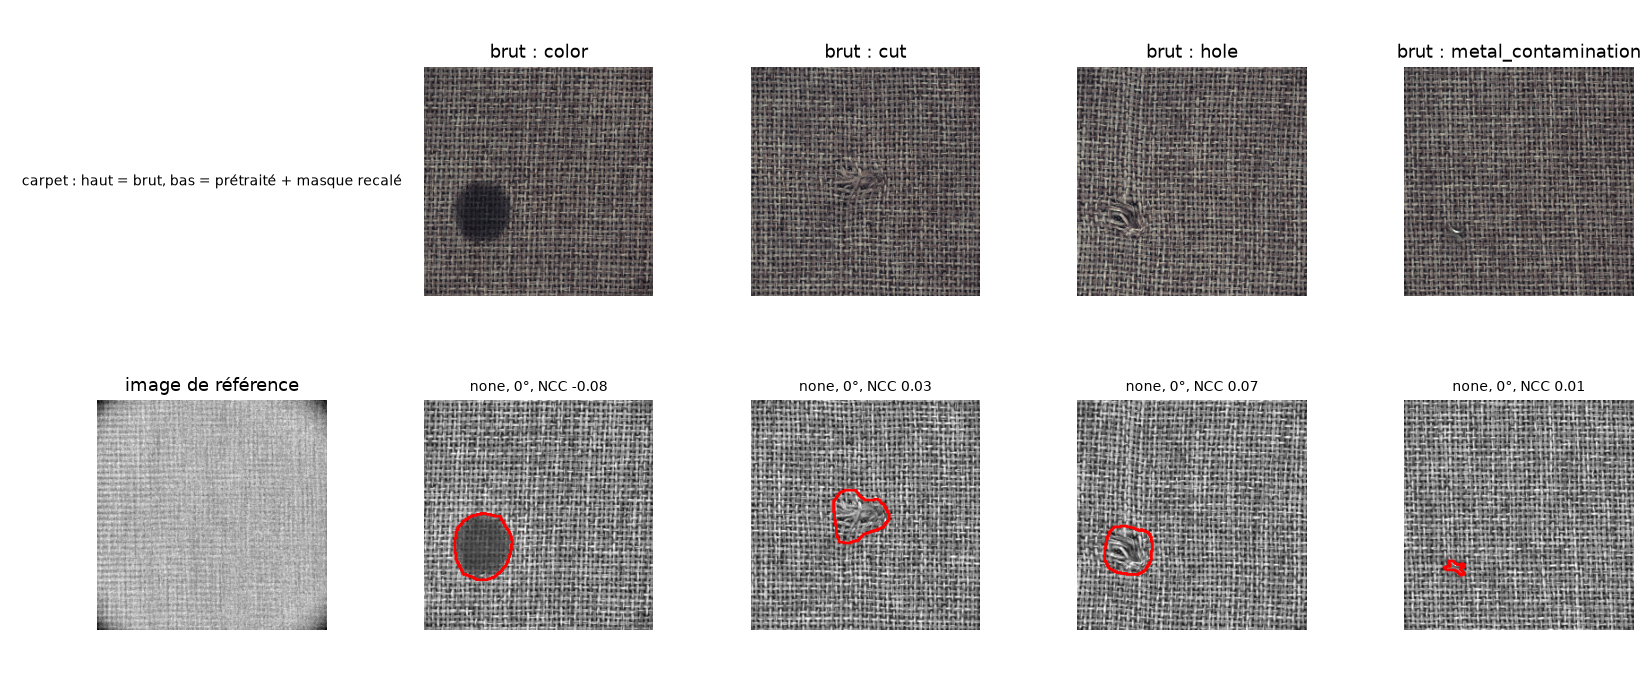 brut : color
brut : cut
brut : hole
brut : metal_contamination
carpet : haut = brut, bas = prétraité + masque recalé
image de référence
none, 0°, NCC -0.08
none, 0°, NCC 0.03
none, 0°, NCC 0.07
none, 0°, NCC 0.01